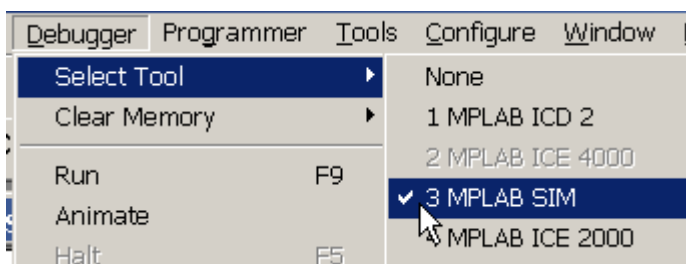 Debugger Programmer Tools Configure Window
Select Tool
Clear Memory
Run F9
Animate
Halt F5
None
1 MPLAB ICD 2
2 MPLAB ICE 4000
3 MPLAB SIM
4 MPLAB ICE 2000